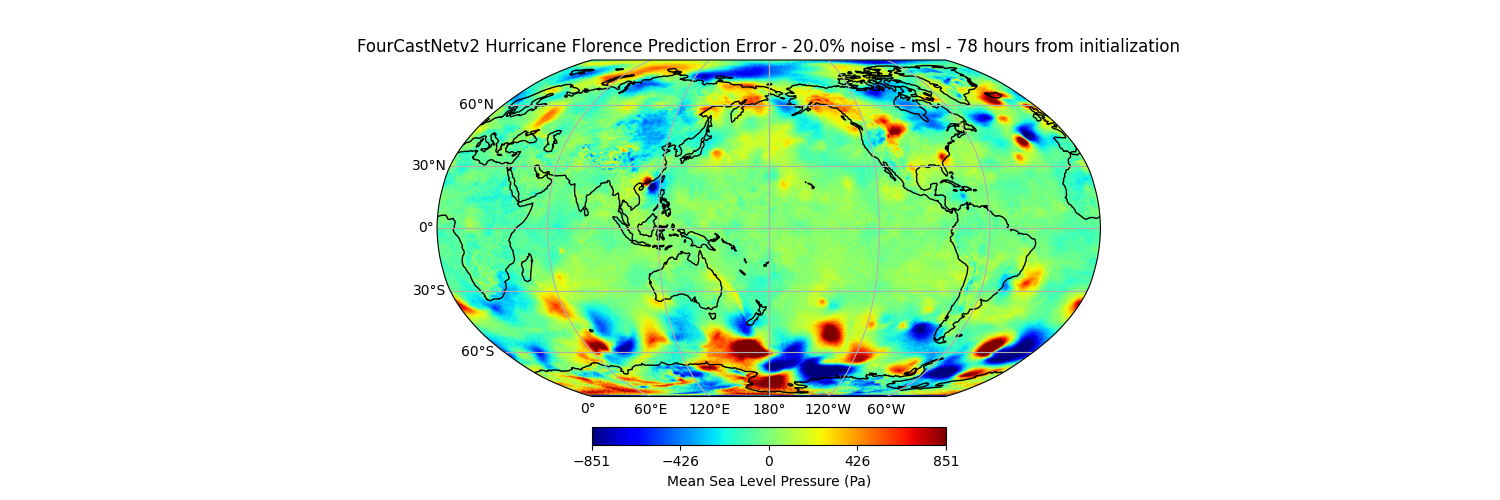 FourCastNetv2 Hurricane Florence Prediction Error - 20.0% noise - msl - 78 hours from initialization
60°N
30°N
0°
30°S
60°S
0° 60°E 120°E 180° 120°W 60°W
−851 −426 0 426 851
Mean Sea Level Pressure (Pa)